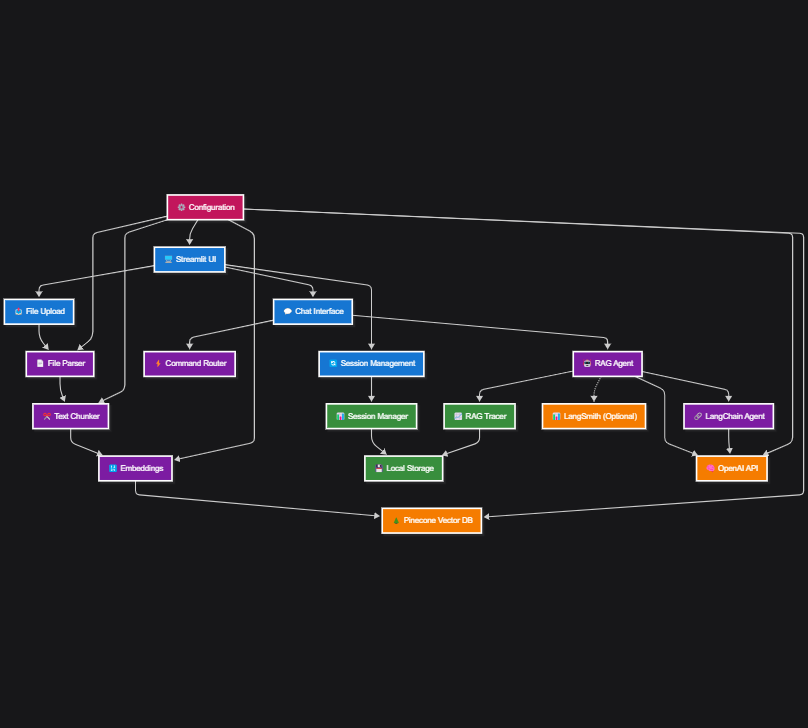 Configuration
Streamlit UI
File Upload
Chat Interface
File Parser
Command Router
Session Management
RAG Agent
Text Chunker
Session Manager
RAG Tracer
LangSmith (Optional)
LangChain Agent
Embeddings
Local Storage
OpenAI API
Pinecone Vector DB